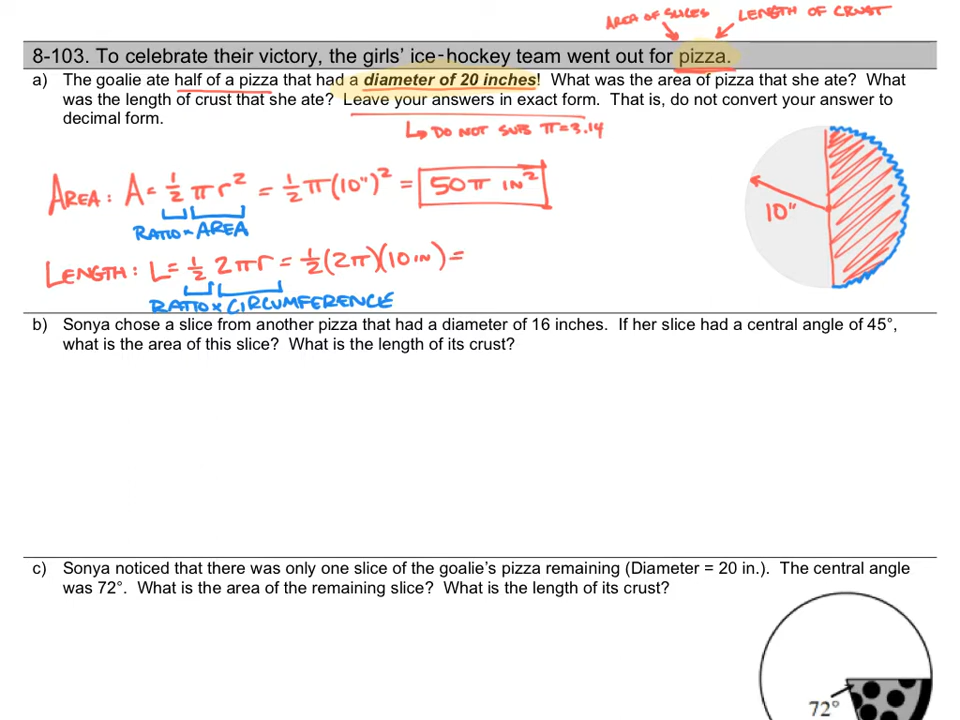 AREA OF SLICES LENGTH OF CRUST
8-103. To celebrate their victory, the girls' ice-hockey team went out for pizza.
a) The goalie ate half of a pizza that had a diameter of 20 inches! What was the area of pizza that she ate? What
was the length of crust that she ate? Leave your answers in exact form. That is, do not convert your answer to
decimal form.
↳ DO NOT SUB π=3.14
AREA: A = 1/2 π r² = 1/2 π (10")² = 50π IN²
10"
RATIO × AREA
LENGTH: L = 1/2 2πr = 1/2 (2π)(10 IN) =
RATIO × CIRCUMFERENCE
b) Sonya chose a slice from another pizza that had a diameter of 16 inches. If her slice had a central angle of 45°,
what is the area of this slice? What is the length of its crust?
c) Sonya noticed that there was only one slice of the goalie's pizza remaining (Diameter = 20 in.). The central angle
was 72°. What is the area of the remaining slice? What is the length of its crust?
72°